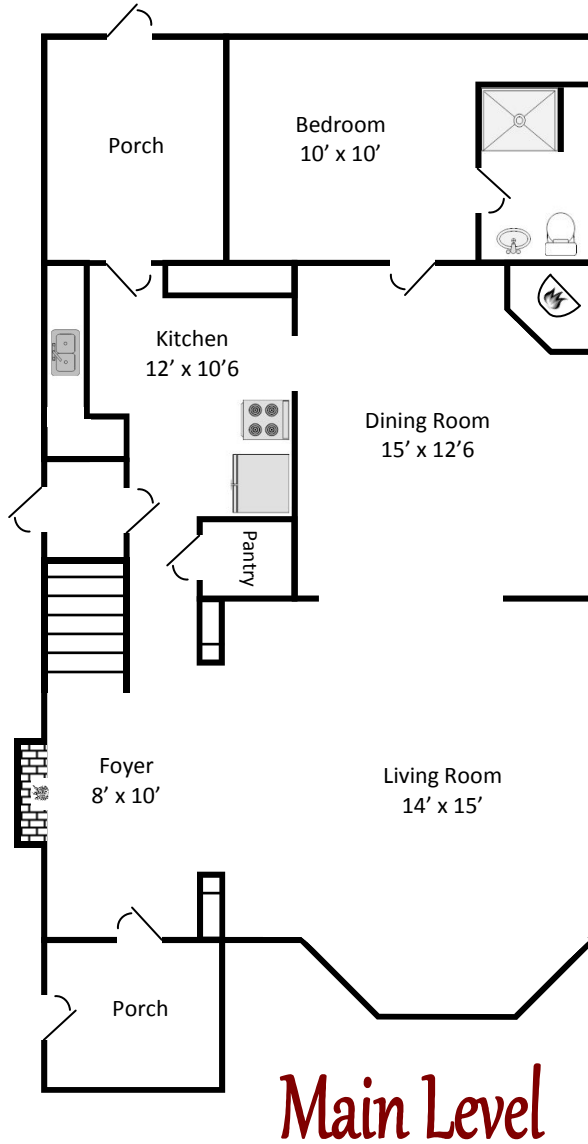 Porch
Bedroom
10’ x 10’
Kitchen
12’ x 10’6
Dining Room
15’ x 12’6
Pantry
Foyer
8’ x 10’
Living Room
14’ x 15’
Porch
Main Level